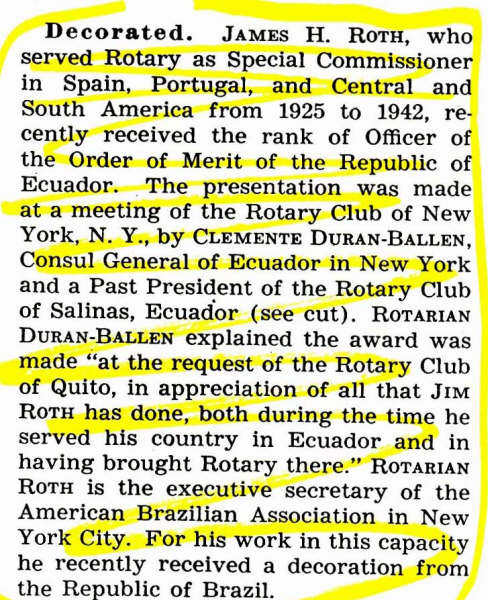 Decorated. JAMES H. ROTH, who
served Rotary as Special Commissioner
in Spain, Portugal, and Central and
South America from 1925 to 1942, re-
cently received the rank of Officer of
the Order of Merit of the Republic of
Ecuador. The presentation was made
at a meeting of the Rotary Club of New
York, N. Y., by CLEMENTE DURAN-BALLEN,
Consul General of Ecuador in New York
and a Past President of the Rotary Club
of Salinas, Ecuador (see cut). ROTARIAN
DURAN-BALLEN explained the award was
made "at the request of the Rotary Club
of Quito, in appreciation of all that JIM
ROTH has done, both during the time he
served his country in Ecuador and in
having brought Rotary there." ROTARIAN
ROTH is the executive secretary of the
American Brazilian Association in New
York City. For his work in this capacity
he recently received a decoration from
the Republic of Brazil.